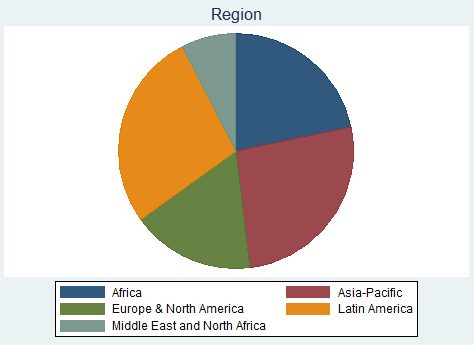 Region
Africa
Asia-Pacific
Europe & North America
Latin America
Middle East and North Africa